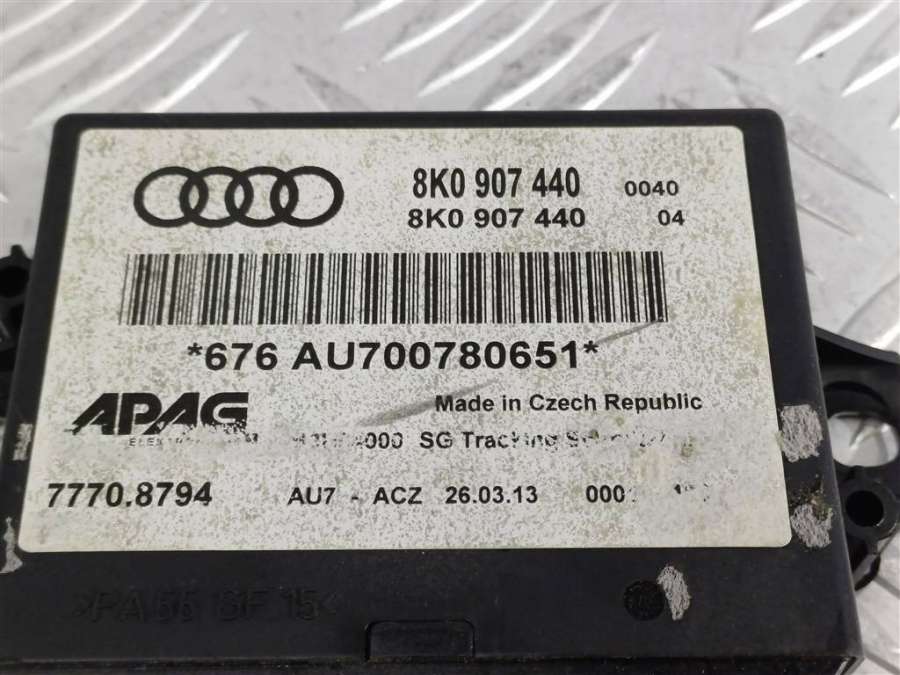 8K0 907 440 0040
8K0 907 440 04
*676 AU700780651*
APAG Made in Czech Republic
SG Tracking
7770.8794 AU7 - ACZ 26.03.13